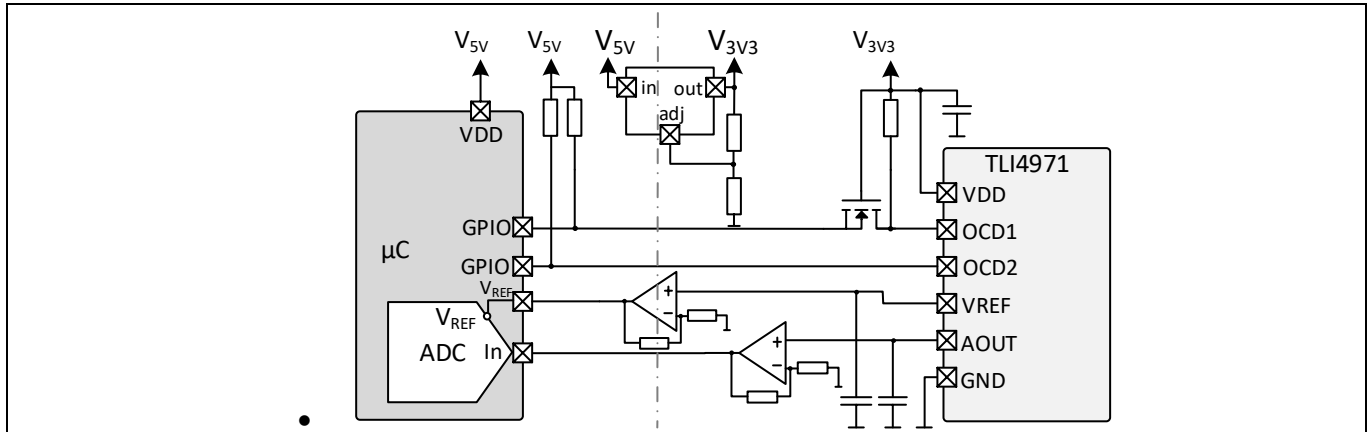 V5V
V5V
V5V
V3V3
V3V3
in
out
adj
VDD
TLI4971
VDD
GPIO
OCD1
µC
GPIO
OCD2
VREF
VREF
+
VREF
-
ADC
In
+
AOUT
-
GND